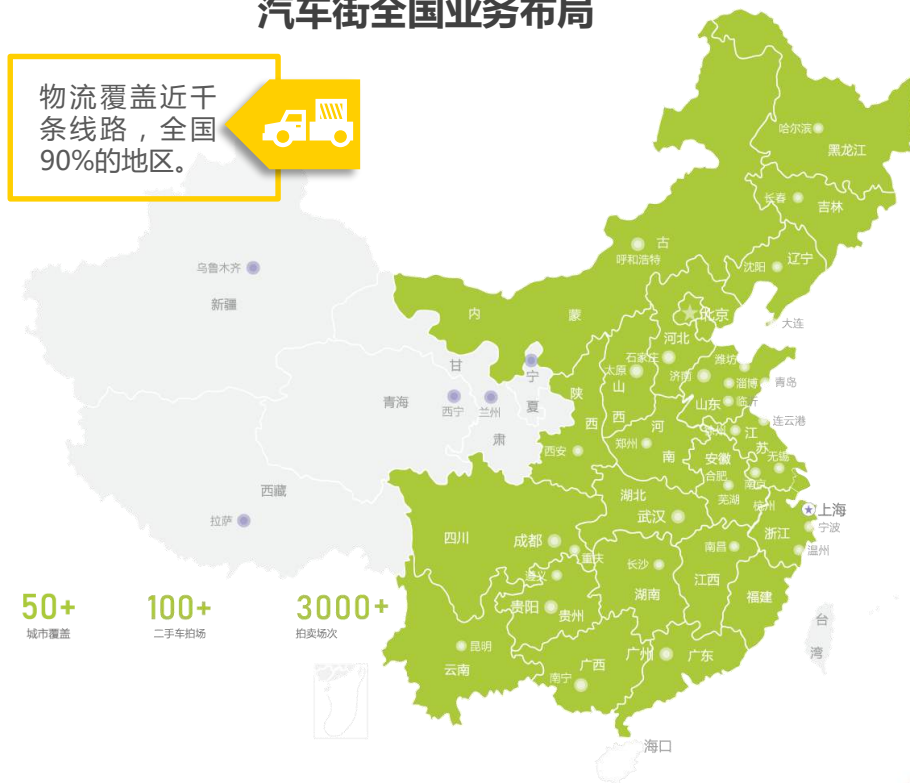 汽车街全国业务布局
物流覆盖近千
条线路，全国
90%的地区。
哈尔滨
黑龙江
长春
吉林
古
呼和浩特
沈阳
辽宁
乌鲁木齐
新疆
内
蒙
北京
大连
河北
石家庄
潍坊
甘
宁
太原
济南
淄博
青岛
青海
西宁
兰州
夏
陕
山
山东
临沂
西
西
河
连云港
江
肃
西安
郑州
南
安徽
苏
无锡
合肥
南京
西藏
湖北
芜湖
杭州
拉萨
武汉
上海
四川
成都
浙江
宁波
重庆
南昌
温州
遵义
长沙
江西
50+
100+
3000+
贵阳
贵州
湖南
福建
城市覆盖
二手车拍场
拍卖场次
台
湾
昆明
云南
广西
广州
广东
南宁
海口